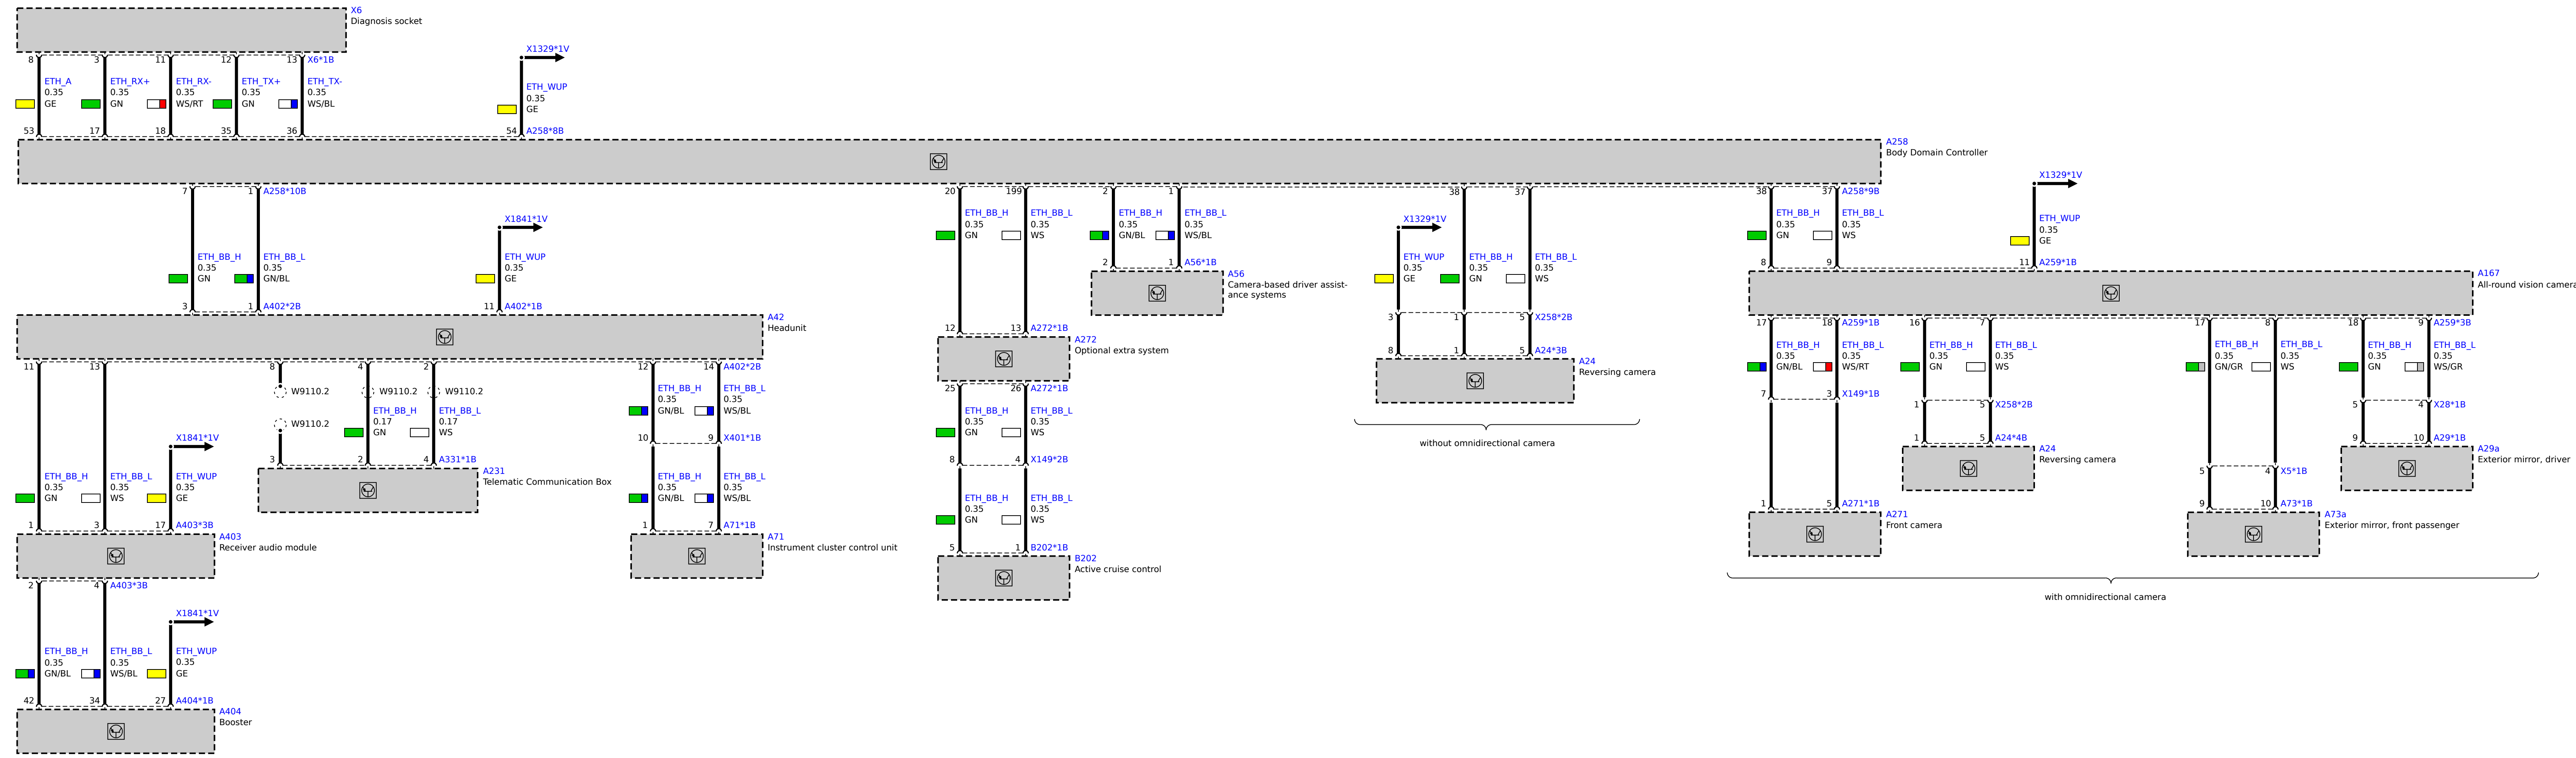 X6
Diagnosis socket
8
3
11
12
13
X6*1B
ETH_A
0.35
GE
ETH_RX+
0.35
GN
ETH_RX-
0.35
WS/RT
ETH_TX+
0.35
GN
ETH_TX-
0.35
WS/BL
X1329*1V
ETH_WUP
0.35
GE
53
17
18
35
36
54
A258*8B
A258
Body Domain Controller
7
1
A258*10B
ETH_BB_H
0.35
GN
ETH_BB_L
0.35
GN/BL
3
1
A402*2B
X1841*1V
ETH_WUP
0.35
GE
11
A402*1B
A42
Headunit
11
13
8
4
2
12
14
A402*2B
W9110.2
W9110.2
W9110.2
W9110.2
ETH_BB_H
0.17
GN
ETH_BB_L
0.17
WS
3
2
4
A331*1B
A231
Telematic Communication Box
ETH_BB_H
0.35
GN/BL
ETH_BB_L
0.35
WS/BL
10
9
X401*1B
ETH_BB_H
0.35
GN/BL
ETH_BB_L
0.35
WS/BL
1
7
A71*1B
A71
Instrument cluster control unit
X1841*1V
ETH_BB_H
0.35
GN
ETH_BB_L
0.35
WS
ETH_WUP
0.35
GE
1
3
17
A403*3B
A403
Receiver audio module
2
4
A403*3B
X1841*1V
ETH_BB_H
0.35
GN/BL
ETH_BB_L
0.35
WS/BL
ETH_WUP
0.35
GE
42
34
27
A404*1B
A404
Booster
20
199
2
1
ETH_BB_H
0.35
GN
ETH_BB_L
0.35
WS
ETH_BB_H
0.35
GN/BL
ETH_BB_L
0.35
WS/BL
2
1
A56*1B
A56
Camera-based driver assist-
ance systems
12
13
A272*1B
A272
Optional extra system
25
26
A272*1B
ETH_BB_H
0.35
GN
ETH_BB_L
0.35
WS
8
4
X149*2B
ETH_BB_H
0.35
GN
ETH_BB_L
0.35
WS
5
1
B202*1B
B202
Active cruise control
38
37
X1329*1V
ETH_WUP
0.35
GE
ETH_BB_H
0.35
GN
ETH_BB_L
0.35
WS
3
1
5
X258*2B
8
1
5
A24*3B
A24
Reversing camera
without omnidirectional camera
38
37
A258*9B
X1329*1V
ETH_BB_H
0.35
GN
ETH_BB_L
0.35
WS
ETH_WUP
0.35
GE
8
9
11
A259*1B
A167
All-round vision camera
17
18
A259*1B
16
7
17
8
18
9
A259*3B
ETH_BB_H
0.35
GN/BL
ETH_BB_L
0.35
WS/RT
7
3
X149*1B
1
5
A271*1B
A271
Front camera
ETH_BB_H
0.35
GN
ETH_BB_L
0.35
WS
1
5
X258*2B
1
5
A24*4B
A24
Reversing camera
ETH_BB_H
0.35
GN/GR
ETH_BB_L
0.35
WS
5
4
X5*1B
9
10
A73*1B
A73a
Exterior mirror, front passenger
ETH_BB_H
0.35
GN
ETH_BB_L
0.35
WS/GR
5
4
X28*1B
9
10
A29*1B
A29a
Exterior mirror, driver
with omnidirectional camera